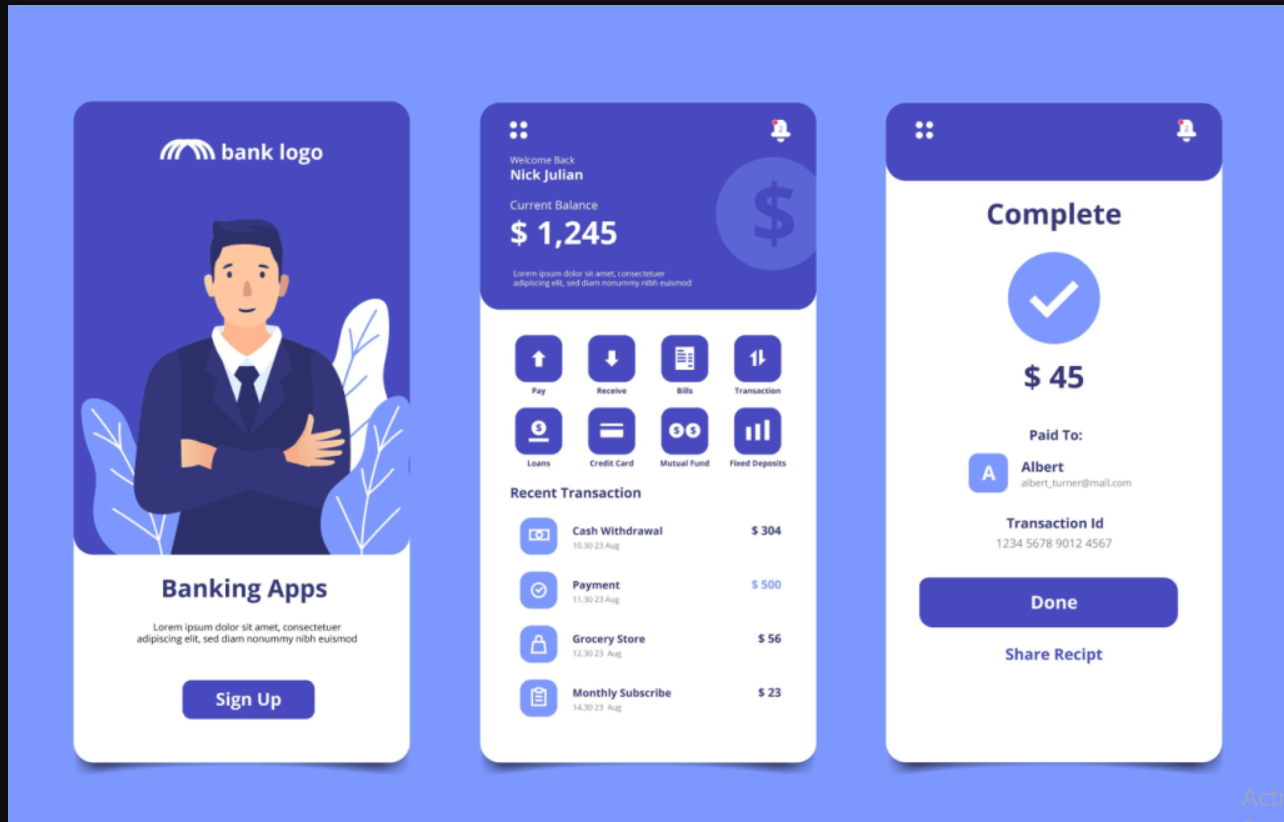 bank logo
Banking Apps
Lorem ipsum dolor sit amet, consectetuer
adipiscing elit, sed diam nonummy nibh euismod
Sign Up
2
Welcome Back
Nick Julian
Current Balance
$ 1,245
$
Lorem ipsum dolor sit amet, consectetuer
adipiscing elit, sed diam nonummy nibh euismod
Pay
Receive
Bills
Transaction
$
$ $
Loans
Credit Card
Mutual Fund
Fixed Deposits
Recent Transaction
Cash Withdrawal
$ 304
10.30 23 Aug
Payment
$ 500
11.30 23 Aug
Grocery Store
$ 56
12.30 23 Aug
Monthly Subscribe
$ 23
14.30 23 Aug
2
Complete
$ 45
Paid To:
A
Albert
albert_turner@mail.com
Transaction Id
1234 5678 9012 4567
Done
Share Recipt
Acti